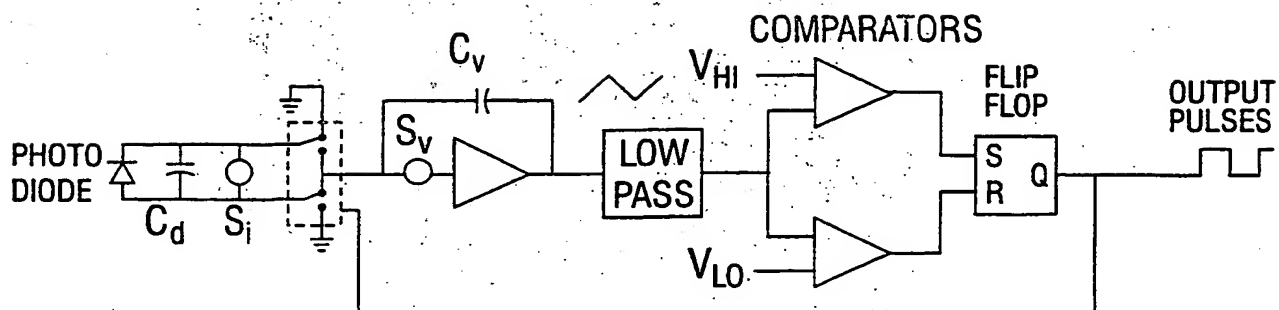 COMPARATORS
C_v
V_HI
FLIP
FLOP
OUTPUT
PULSES
PHOTO
DIODE
S_v
LOW
PASS
S Q
R
C_d
S_i
V_LO